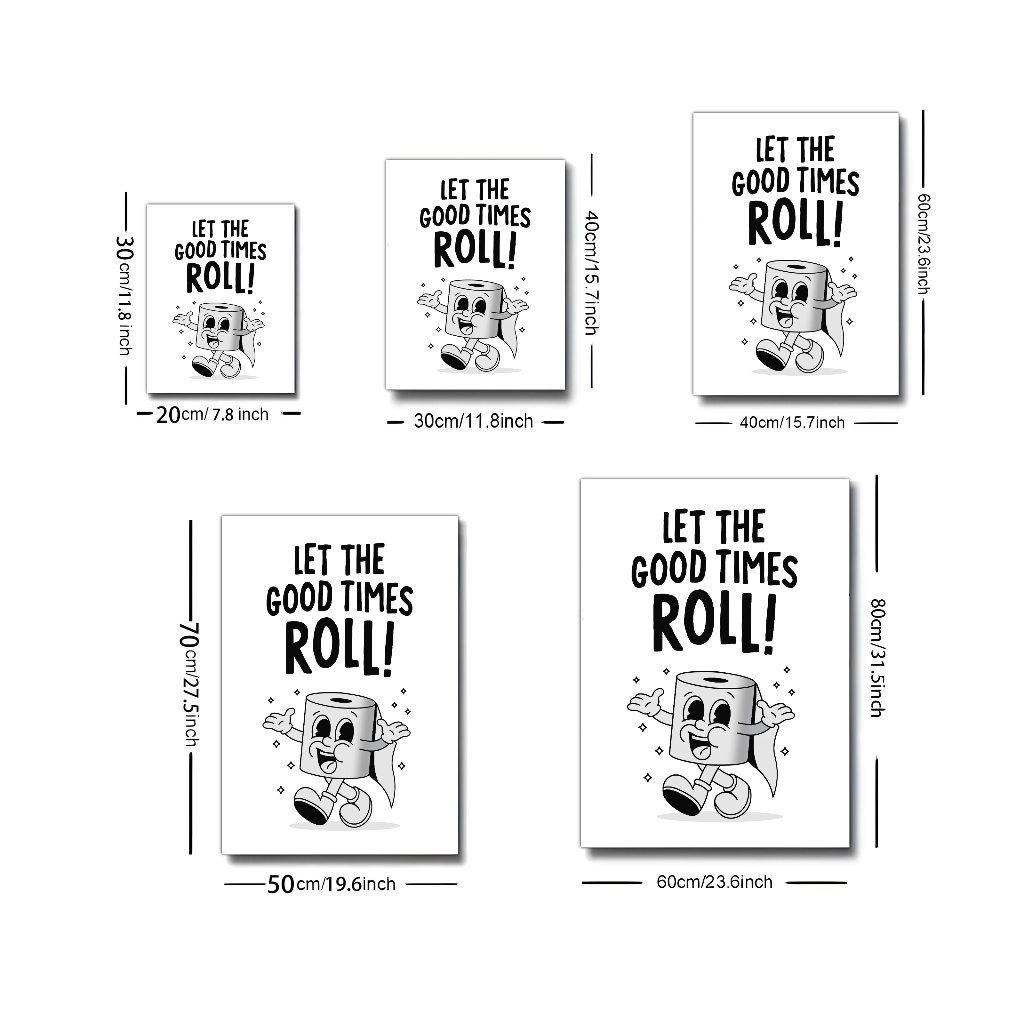 LET THE
GOOD TIMES
ROLL!
30cm/11.8 inch
20cm/ 7.8 inch
LET THE
GOOD TIMES
ROLL!
40cm/15.7inch
30cm/11.8inch
LET THE
GOOD TIMES
ROLL!
60cm/23.6inch
40cm/15.7inch
LET THE
GOOD TIMES
ROLL!
70cm/27.5inch
50cm/19.6inch
LET THE
GOOD TIMES
ROLL!
80cm/31.5inch
60cm/23.6inch